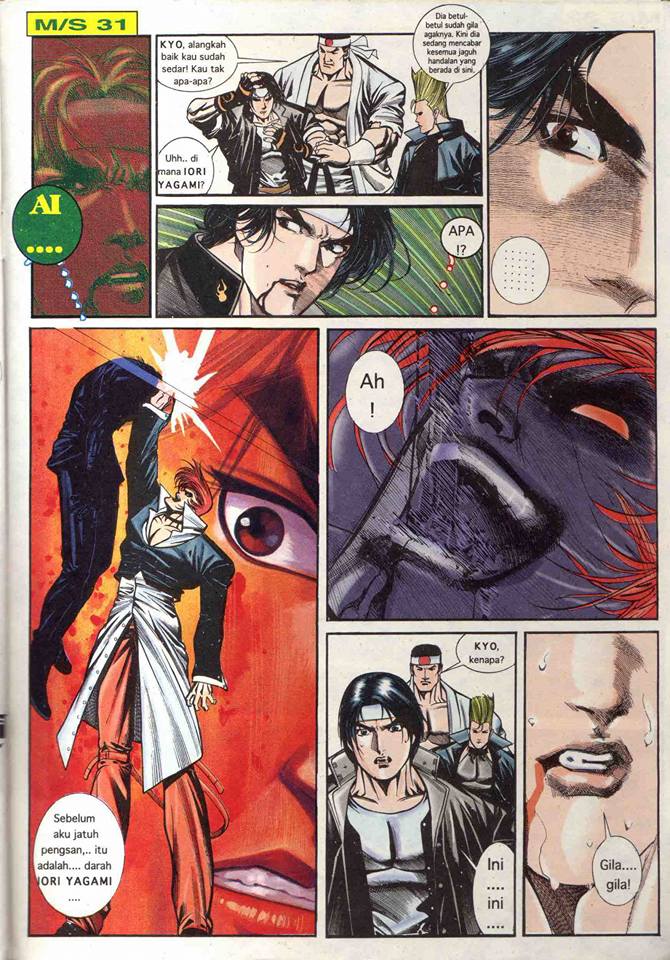 M/S 31
AI
....
KYO, alangkah
baik kau sudah
sedar! Kau tak
apa-apa?
Dia betul-
betul sudah gila
agaknya. Kini dia
sedang mencabar
kesemua jaguh
handalan yang
berada di sini.
Uhh.. di
mana IORI
YAGAMI?
APA
!?
Ah
!
Sebelum
aku jatuh
pengsan,.. itu
adalah.... darah
IORI YAGAMI
....
KYO,
kenapa?
Ini
....
ini
....
Gila....
gila!